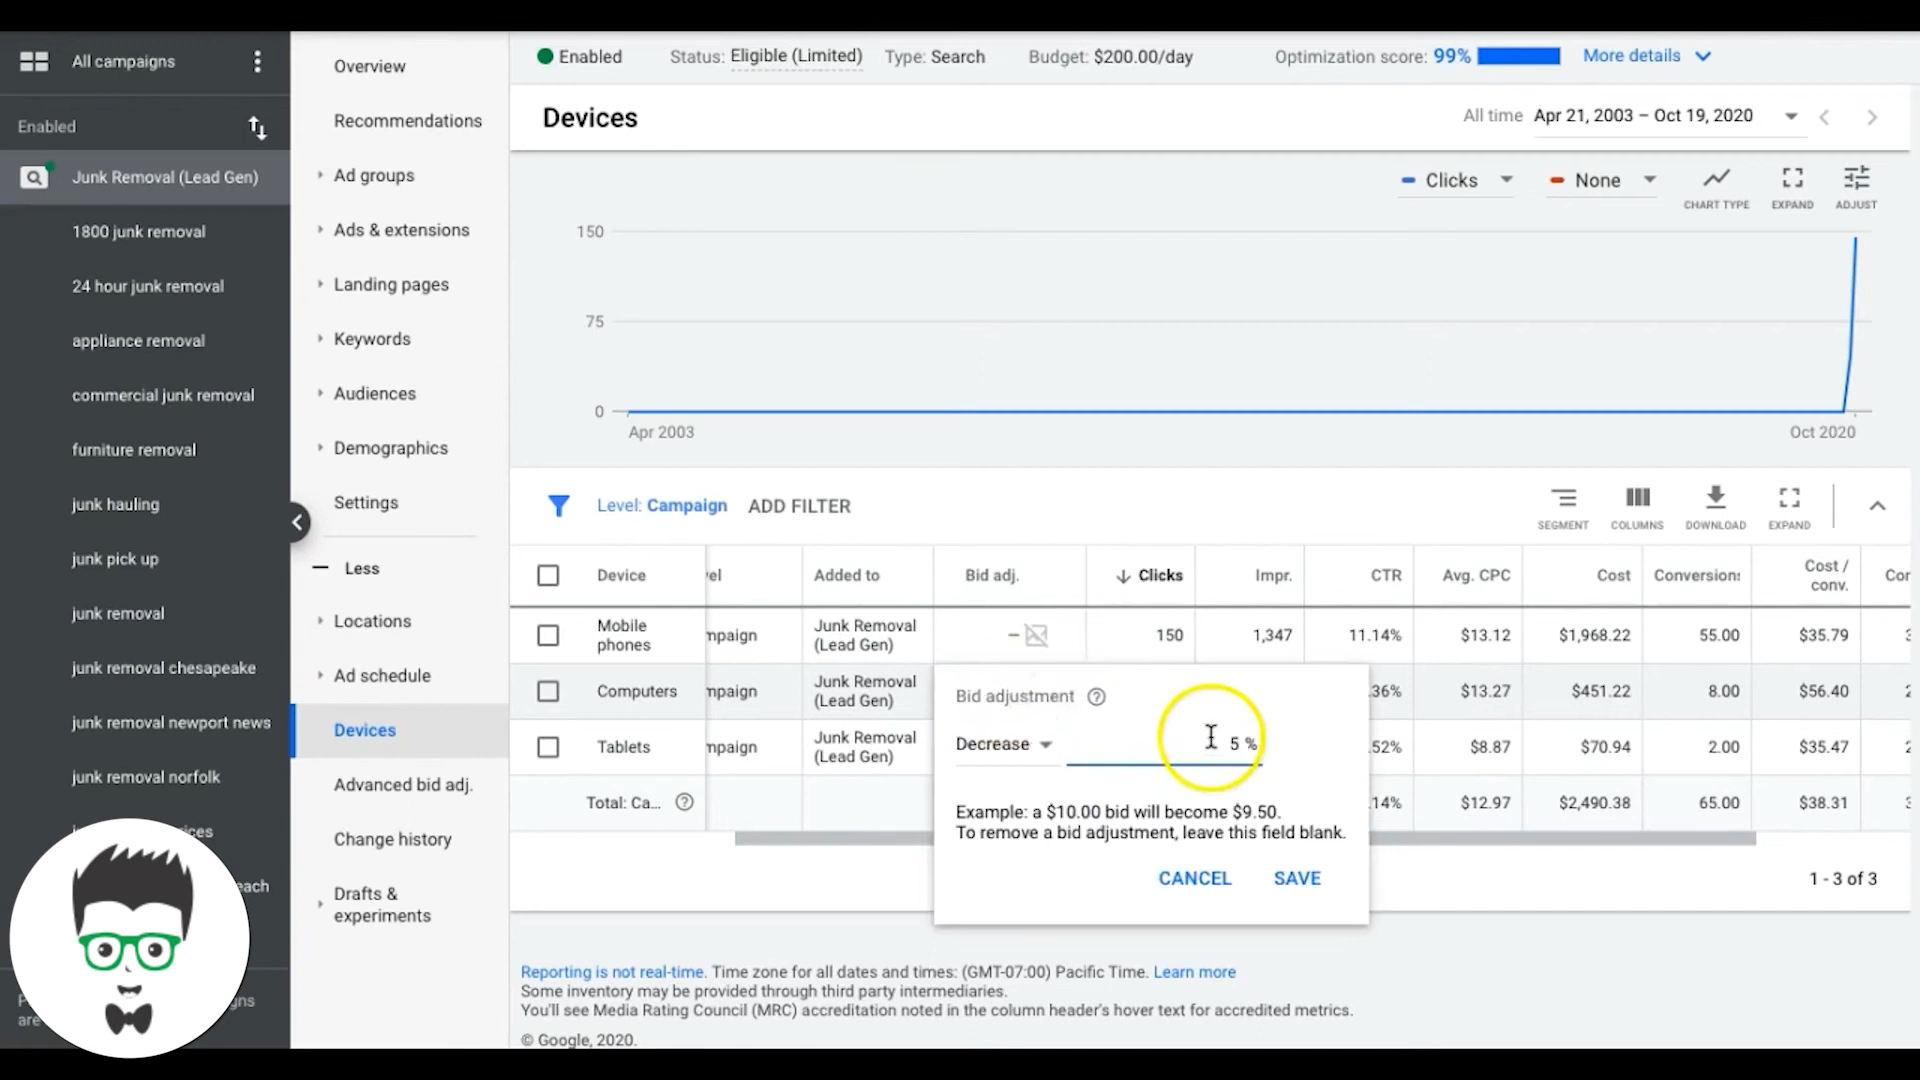 All campaigns
Enabled
Junk Removal (Lead Gen)
1800 junk removal
24 hour junk removal
appliance removal
commercial junk removal
furniture removal
junk hauling
junk pick up
junk removal
junk removal chesapeake
junk removal newport news
junk removal norfolk
Overview
Recommendations
Ad groups
Ads & extensions
Landing pages
Keywords
Audiences
Demographics
Settings
Less
Locations
Ad schedule
Devices
Advanced bid adj.
Change history
Drafts &
experiments
Enabled Status: Eligible (Limited) Type: Search Budget: $200.00/day Optimization score: 99% More details
Devices All time Apr 21, 2003 – Oct 19, 2020
Clicks None CHART TYPE EXPAND ADJUST
150
75
0
Apr 2003 Oct 2020
Level: Campaign ADD FILTER SEGMENT COLUMNS DOWNLOAD EXPAND
Device Added to Bid adj. Clicks Impr. CTR Avg. CPC Cost Conversions Cost / conv.
Mobile phones mpaign Junk Removal (Lead Gen) – 150 1,347 11.14% $13.12 $1,968.22 55.00 $35.79
Computers mpaign Junk Removal (Lead Gen) .36% $13.27 $451.22 8.00 $56.40
Tablets mpaign Junk Removal (Lead Gen) .52% $8.87 $70.94 2.00 $35.47
Total: Ca... .14% $12.97 $2,490.38 65.00 $38.31
Bid adjustment
Decrease 5 %
Example: a $10.00 bid will become $9.50.
To remove a bid adjustment, leave this field blank.
CANCEL SAVE
1 - 3 of 3
Reporting is not real-time. Time zone for all dates and times: (GMT-07:00) Pacific Time. Learn more
Some inventory may be provided through third party intermediaries.
You'll see Media Rating Council (MRC) accreditation noted in the column header's hover text for accredited metrics.
© Google, 2020.